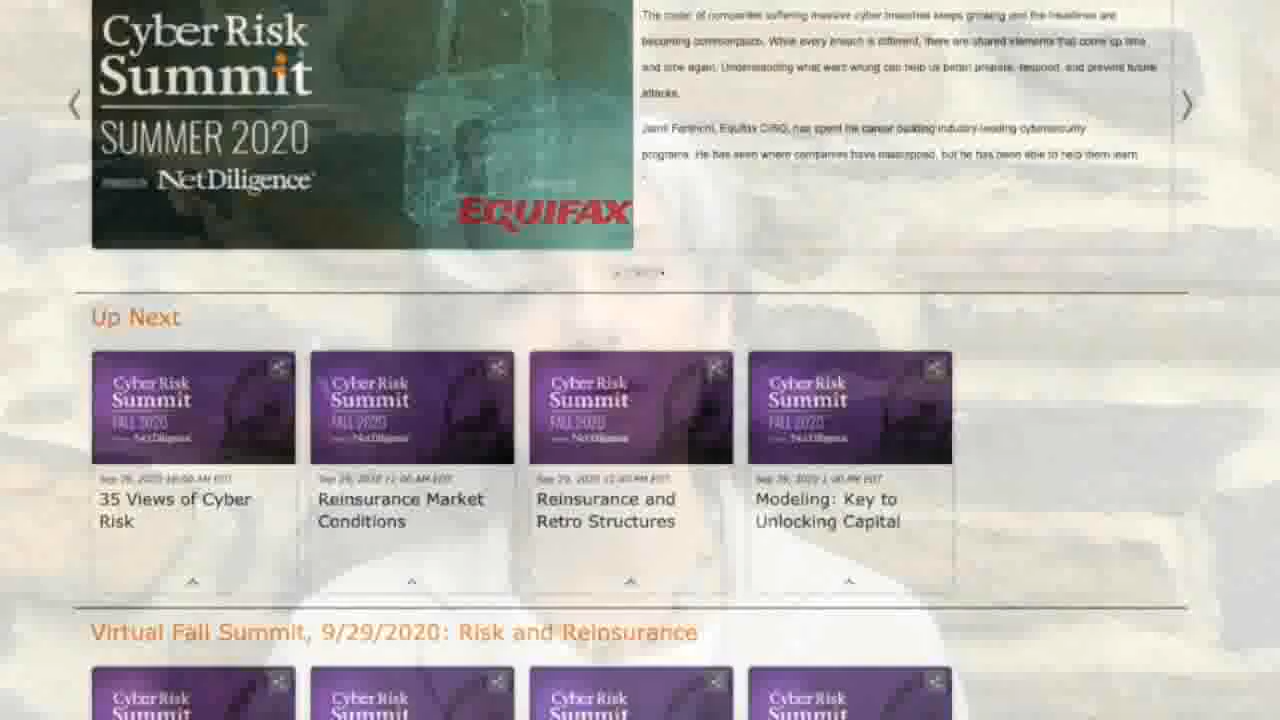 Cyber Risk
Summit
SUMMER 2020
NetDiligence
EQUIFAX
The roster of companies suffering massive cyber breaches keeps growing and the headlines are
becoming commonplace. While every breach is different, there are shared elements that come up time
and time again. Understanding what went wrong can help us better prepare, respond, and prevent future
attacks.
Jamil Farshchi, Equifax CISO, has spent his career building industry-leading cybersecurity
programs. He has seen where companies have misstepped, but he has been able to help them learn
Up Next
Cyber Risk
Summit
FALL 2020
NetDiligence
Cyber Risk
Summit
FALL 2020
NetDiligence
Cyber Risk
Summit
FALL 2020
NetDiligence
Cyber Risk
Summit
FALL 2020
NetDiligence
Sep 29, 2020 10:00 AM EDT
35 Views of Cyber
Risk
Sep 29, 2020 11:00 AM EDT
Reinsurance Market
Conditions
Sep 29, 2020 12:00 PM EDT
Reinsurance and
Retro Structures
Sep 29, 2020 1:00 PM EDT
Modeling: Key to
Unlocking Capital
Virtual Fall Summit, 9/29/2020: Risk and Reinsurance
Cyber Risk
Summit
Cyber Risk
Summit
Cyber Risk
Summit
Cyber Risk
Summit